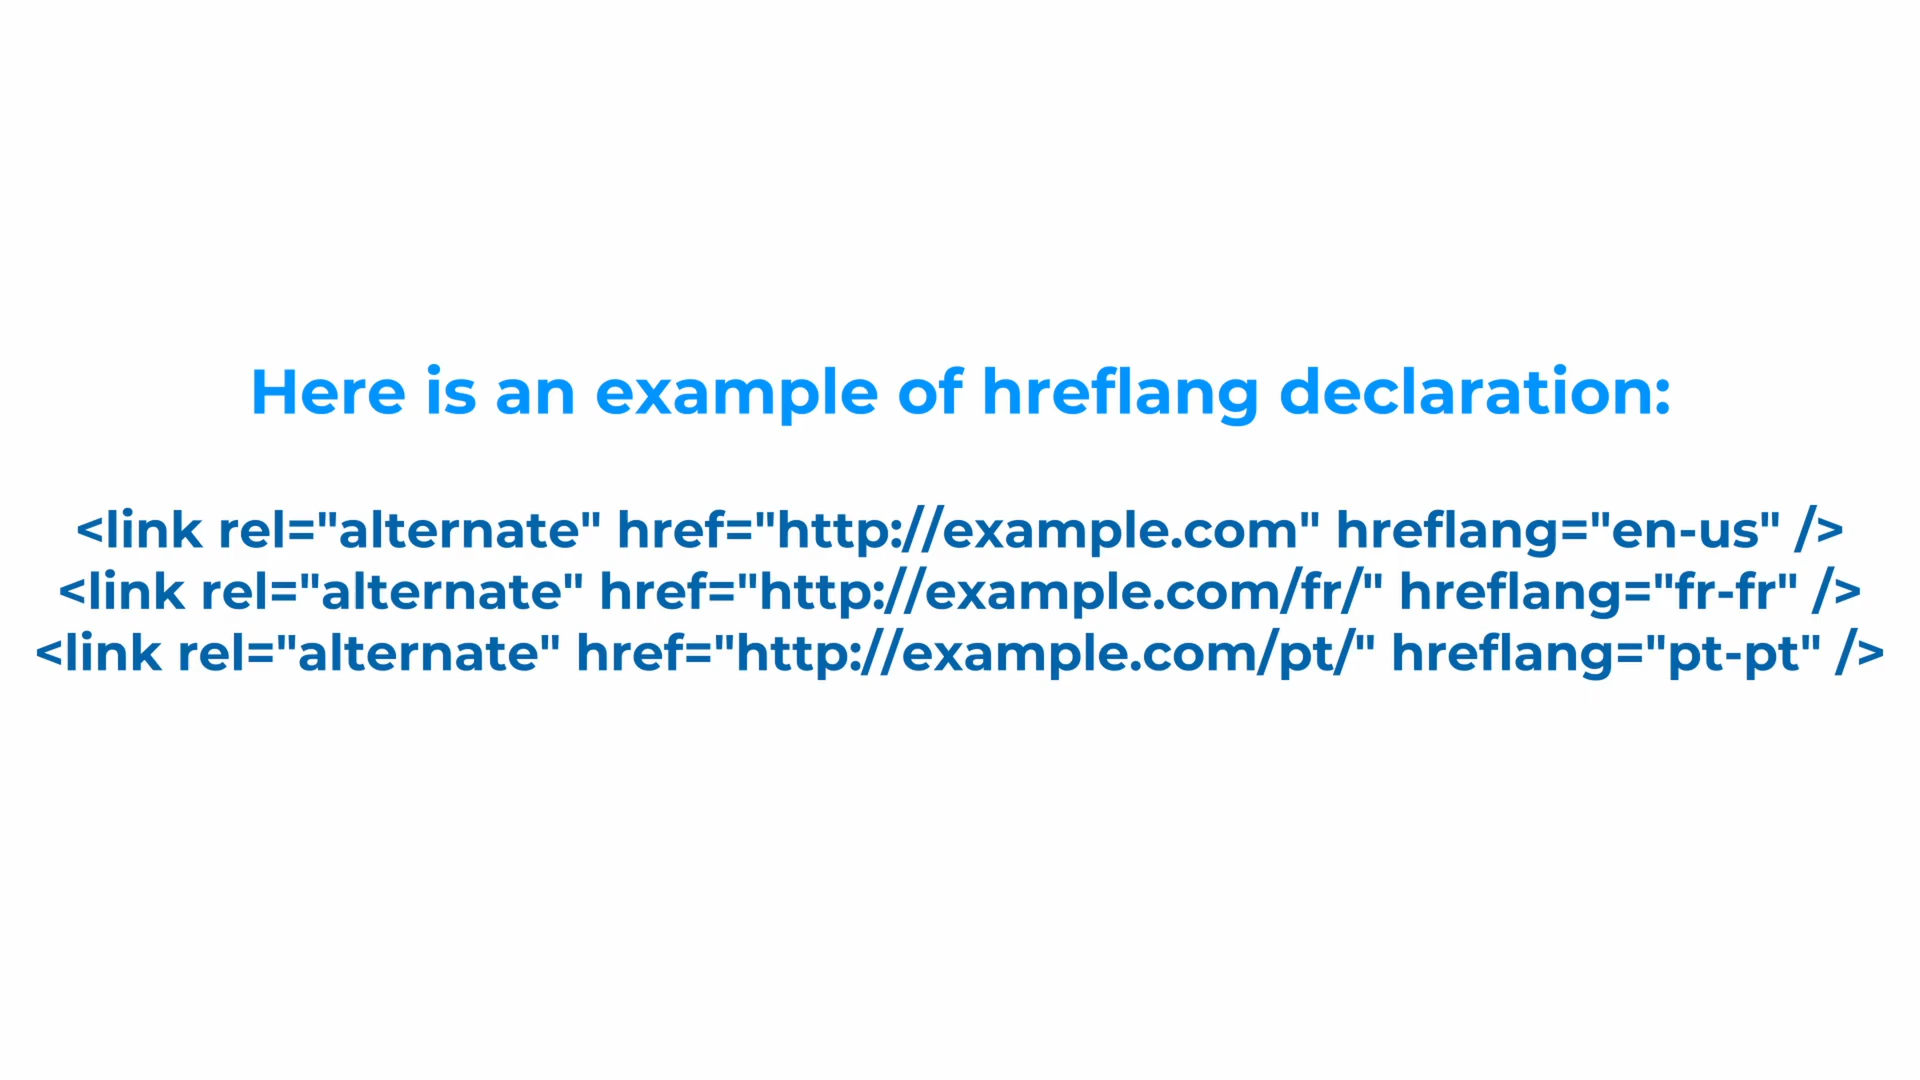 Here is an example of hreflang declaration:
<link rel="alternate" href="http://example.com" hreflang="en-us" />
<link rel="alternate" href="http://example.com/fr/" hreflang="fr-fr" />
<link rel="alternate" href="http://example.com/pt/" hreflang="pt-pt" />